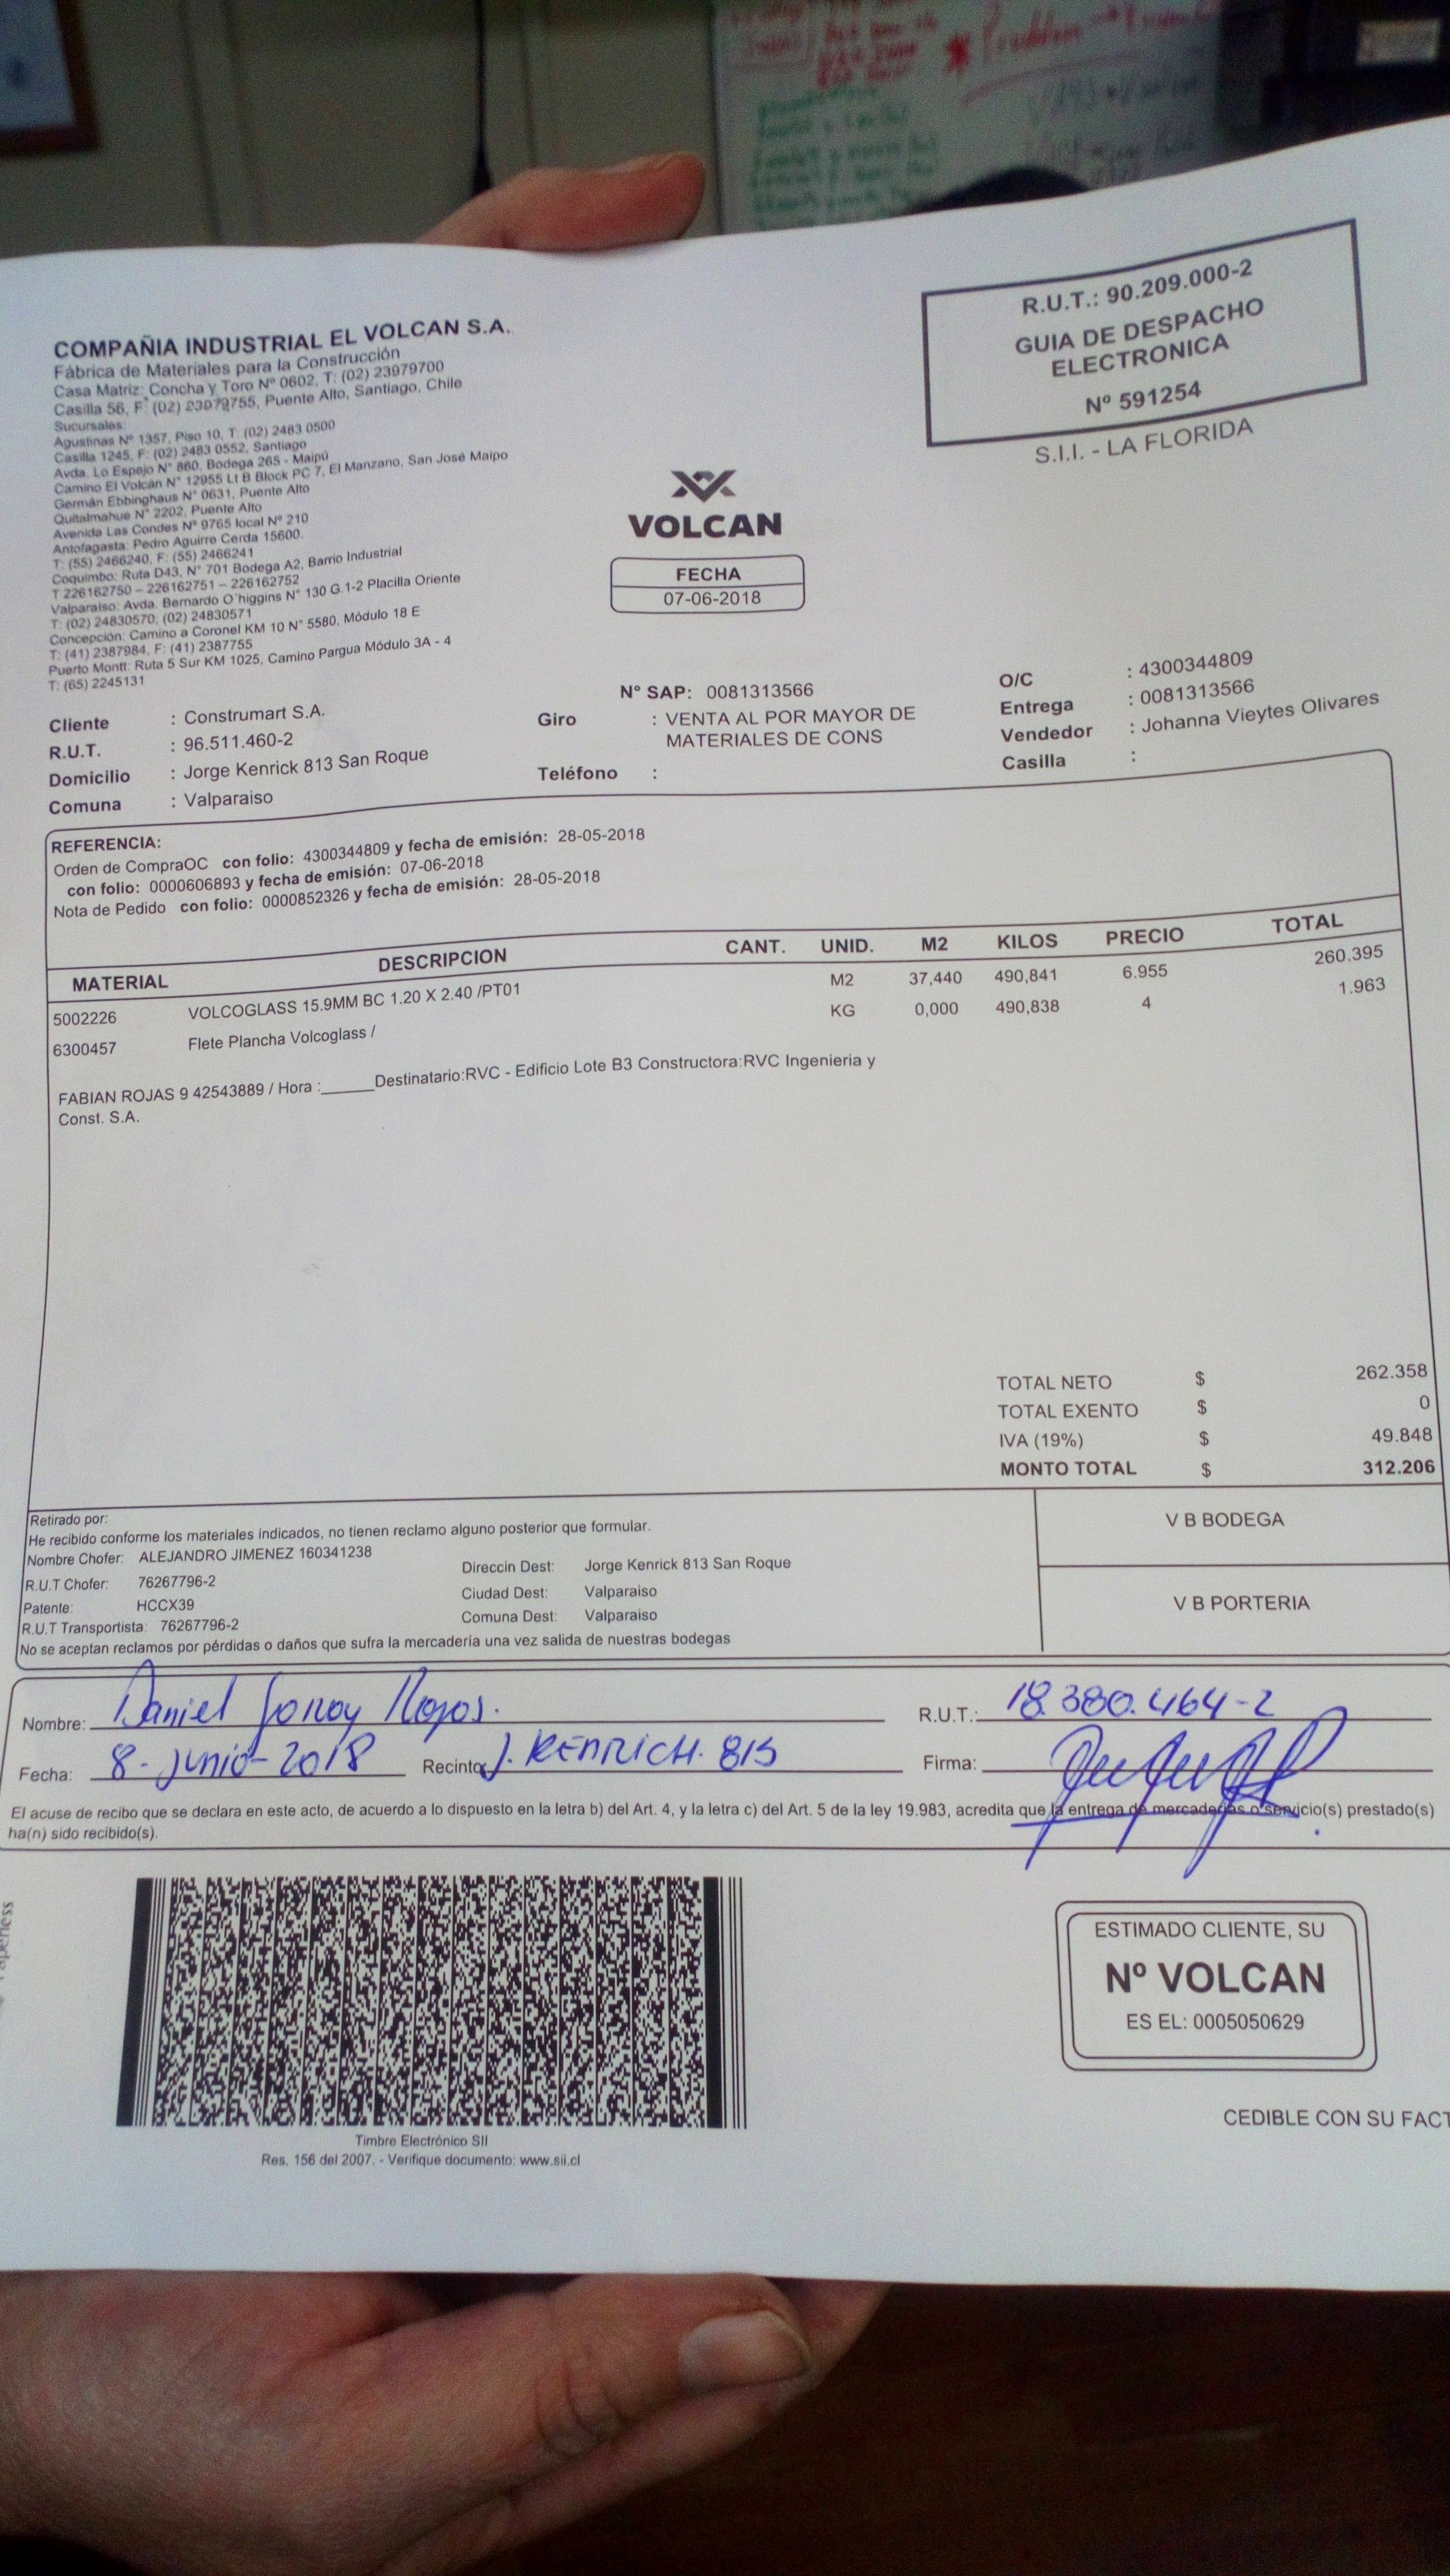 COMPAÑIA INDUSTRIAL EL VOLCAN S.A.
Fábrica de Materiales para la Construcción
Casa Matriz: Concha y Toro Nº 0602, T: (02) 23979700
Casilla 56, F: (02) 23979755, Puente Alto, Santiago, Chile
Sucursales:
Agustinas Nº 1357, Piso 10, T: (02) 2483 0500
Casilla 1245, F: (02) 2483 0552, Santiago
Avda. Lo Espejo N° 860, Bodega 265 - Maipú
Camino El Volcán N° 12955 Lt B Block PC 7, El Manzano, San José Maipo
Germán Ebbinghaus N° 0631, Puente Alto
Quitalmahue N° 2202, Puente Alto
Avenida Las Condes Nº 9765 local Nº 210
Antofagasta: Pedro Aguirre Cerda 15600.
T: (55) 2466240, F: (55) 2466241
Coquimbo: Ruta D43, N° 701 Bodega A2, Barrio Industrial
T 226162750 – 226162751 – 226162752
Valparaiso: Avda. Bernardo O´higgins N° 130 G.1-2 Placilla Oriente
T: (02) 24830570; (02) 24830571
Concepción: Camino a Coronel KM 10 N° 5580, Módulo 18 E
T: (41) 2387984, F: (41) 2387755
Puerto Montt: Ruta 5 Sur KM 1025, Camino Pargua Módulo 3A - 4
T: (65) 2245131
R.U.T.: 90.209.000-2
GUIA DE DESPACHO
ELECTRONICA
Nº 591254
S.I.I. - LA FLORIDA
VOLCAN
FECHA
07-06-2018
Nº SAP: 0081313566
Cliente : Construmart S.A.
R.U.T. : 96.511.460-2
Domicilio : Jorge Kenrick 813 San Roque
Comuna : Valparaiso
Giro : VENTA AL POR MAYOR DE
MATERIALES DE CONS
Teléfono :
O/C : 4300344809
Entrega : 0081313566
Vendedor : Johanna Vieytes Olivares
Casilla :
REFERENCIA:
Orden de CompraOC con folio: 4300344809 y fecha de emisión: 28-05-2018
con folio: 0000606893 y fecha de emisión: 07-06-2018
Nota de Pedido con folio: 0000852326 y fecha de emisión: 28-05-2018
MATERIAL DESCRIPCION CANT. UNID. M2 KILOS PRECIO TOTAL
5002226 VOLCOGLASS 15.9MM BC 1.20 X 2.40 /PT01 M2 37,440 490,841 6.955 260.395
6300457 Flete Plancha Volcoglass / KG 0,000 490,838 4 1.963
FABIAN ROJAS 9 42543889 / Hora :______Destinatario:RVC - Edificio Lote B3 Constructora:RVC Ingenieria y
Const. S.A.
TOTAL NETO $ 262.358
TOTAL EXENTO $ 0
IVA (19%) $ 49.848
MONTO TOTAL $ 312.206
Retirado por:
He recibido conforme los materiales indicados, no tienen reclamo alguno posterior que formular.
Nombre Chofer: ALEJANDRO JIMENEZ 160341238
R.U.T Chofer: 76267796-2
Patente: HCCX39
R.U.T Transportista: 76267796-2
Direccin Dest: Jorge Kenrick 813 San Roque
Ciudad Dest: Valparaiso
Comuna Dest: Valparaiso
No se aceptan reclamos por pérdidas o daños que sufra la mercadería una vez salida de nuestras bodegas
V B BODEGA
V B PORTERIA
Nombre: Daniel Rojas. R.U.T.: 18.380.464-2
Fecha: 8- junio-2018 Recinto J. KENRICH. 813 Firma:
El acuse de recibo que se declara en este acto, de acuerdo a lo dispuesto en la letra b) del Art. 4, y la letra c) del Art. 5 de la ley 19.983, acredita que la entrega de mercaderías o servicio(s) prestado(s)
ha(n) sido recibido(s).
Timbre Electrónico SII
Res. 156 del 2007. - Verifique documento: www.sii.cl
ESTIMADO CLIENTE, SU
Nº VOLCAN
ES EL: 0005050629
CEDIBLE CON SU FACT